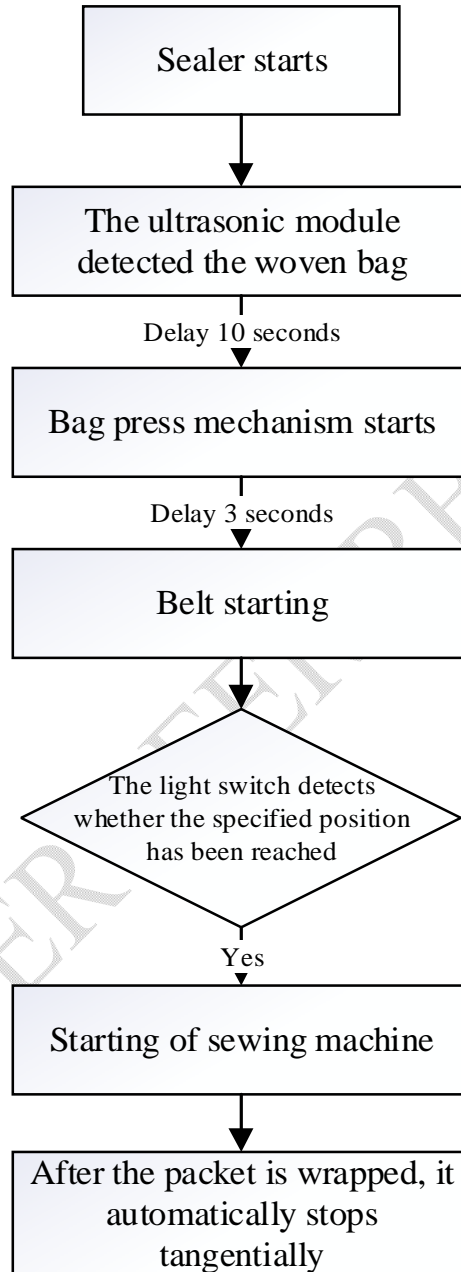 Sealer starts
The ultrasonic module
detected the woven bag
Delay 10 seconds
Bag press mechanism starts
Delay 3 seconds
Belt starting
The light switch detects
whether the specified position
has been reached
Yes
Starting of sewing machine
After the packet is wrapped, it
automatically stops
tangentially